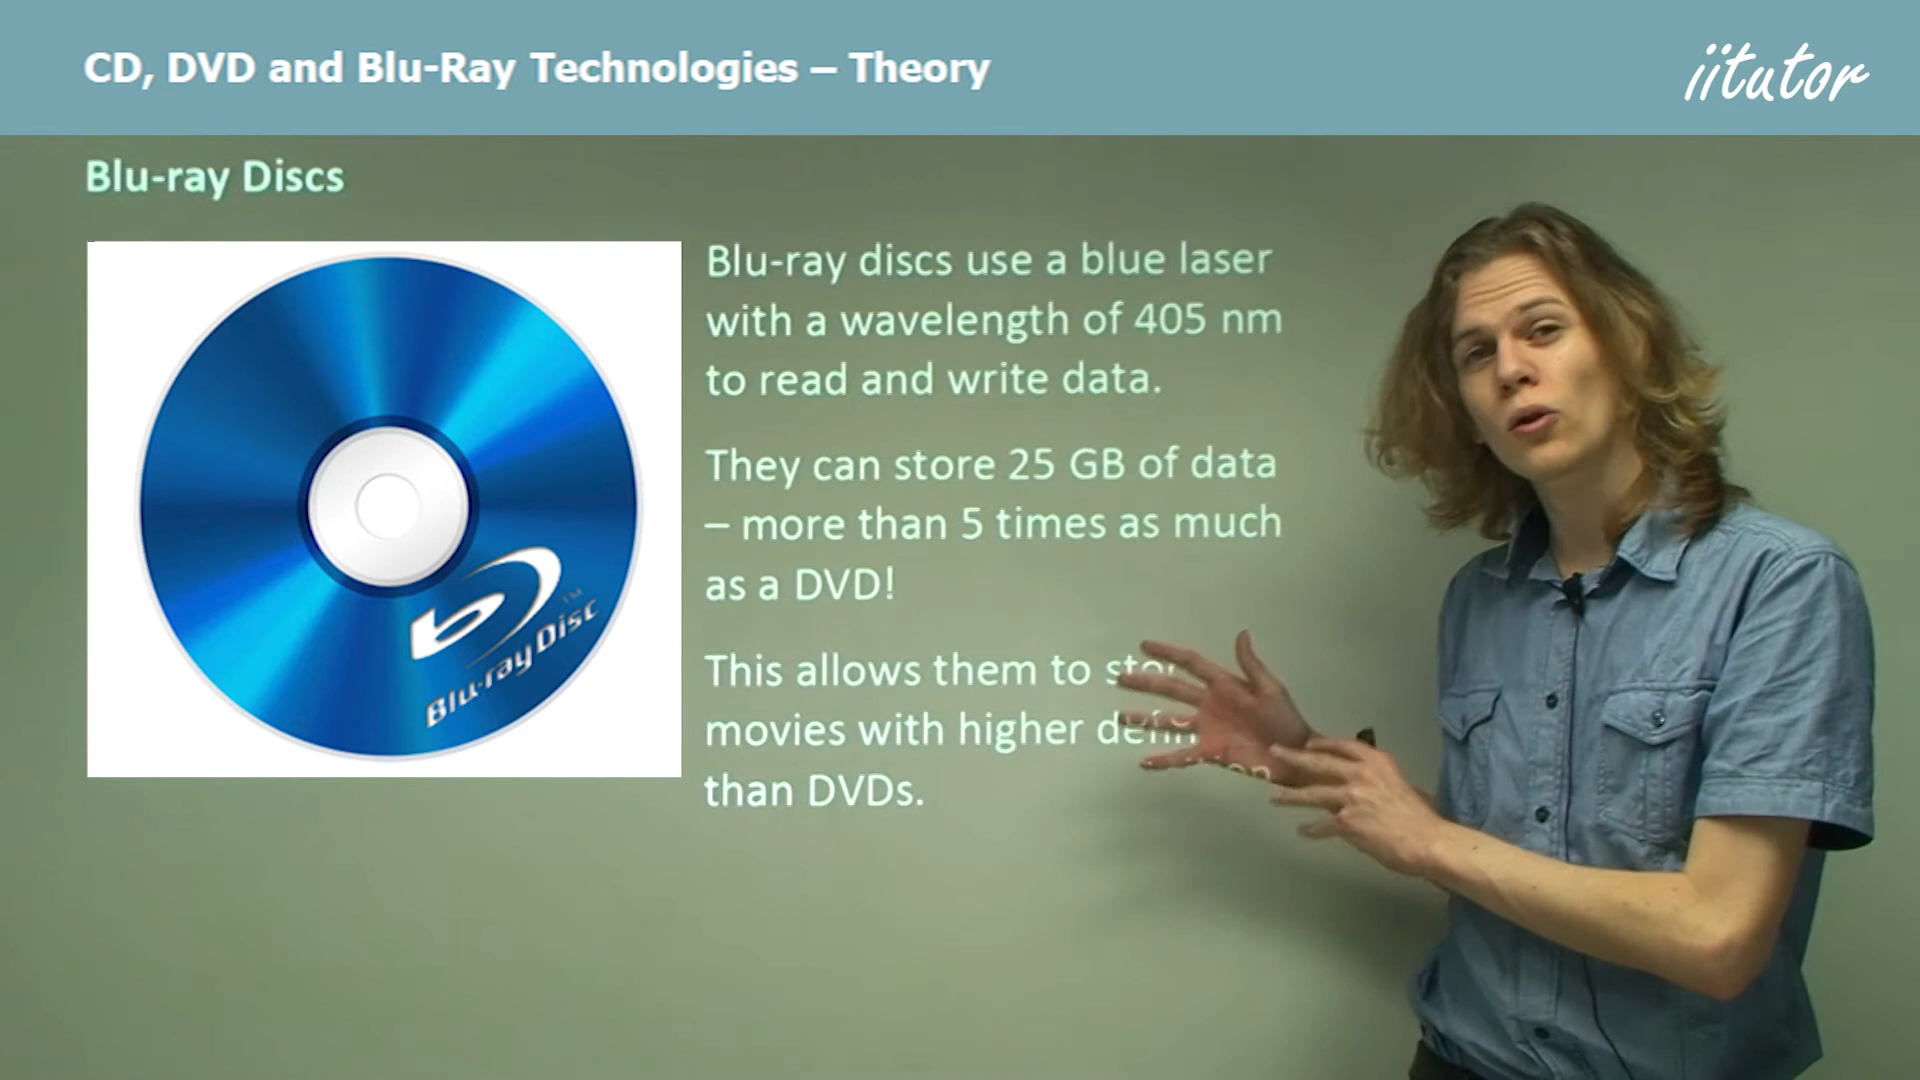 CD, DVD and Blu-Ray Technologies – Theory
iitutor
Blu-ray Discs
Blu-ray discs use a blue laser
with a wavelength of 405 nm
to read and write data.
They can store 25 GB of data
– more than 5 times as much
as a DVD!
This allows them to
movies with higher
than DVDs.
b
Blu-ray Disc™